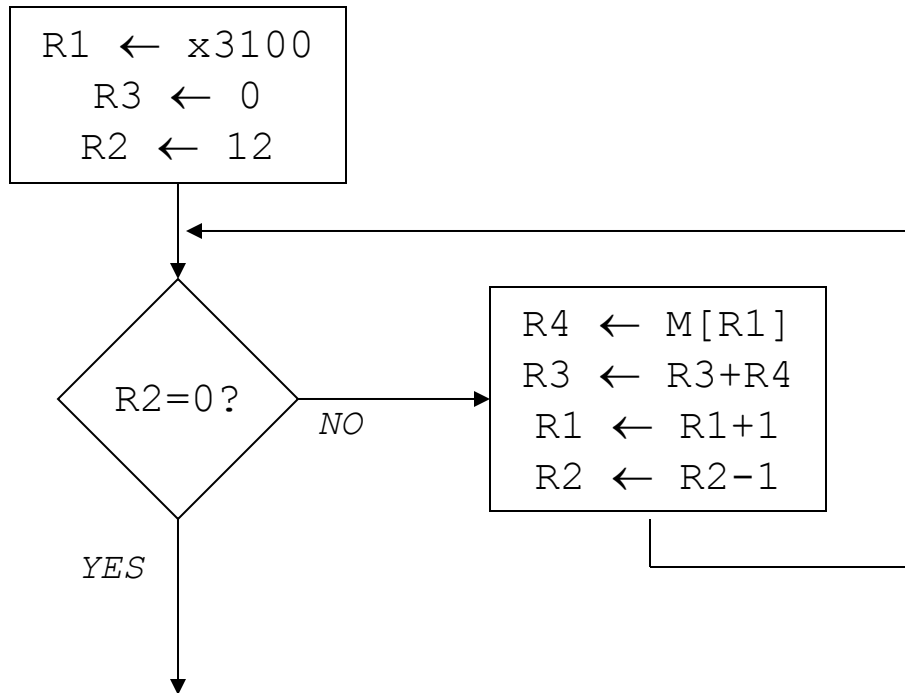 R1 ← x3100
R3 ← 0
R2 ← 12
R2=0?
NO
R4 ← M[R1]
R3 ← R3+R4
R1 ← R1+1
R2 ← R2-1
YES